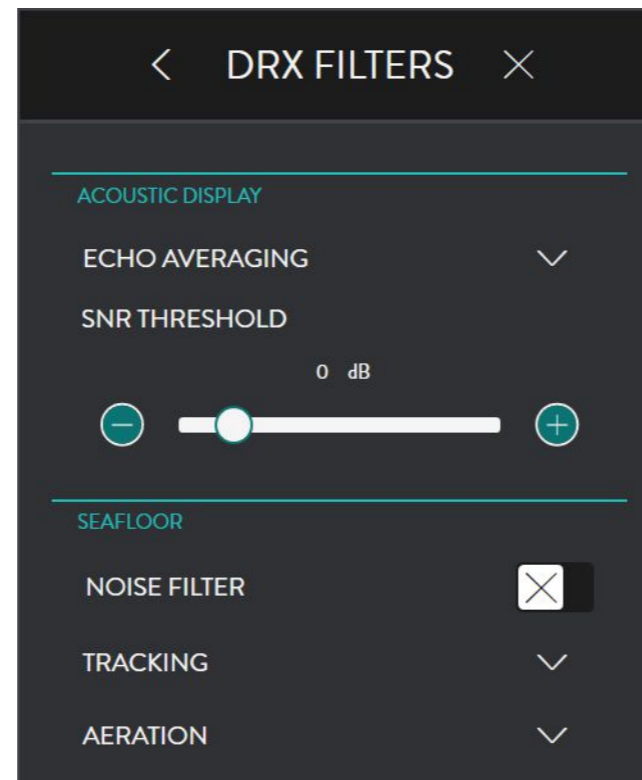 DRX FILTERS
ACOUSTIC DISPLAY
ECHO AVERAGING
SNR THRESHOLD
0 dB
SEAFLOOR
NOISE FILTER
TRACKING
AERATION